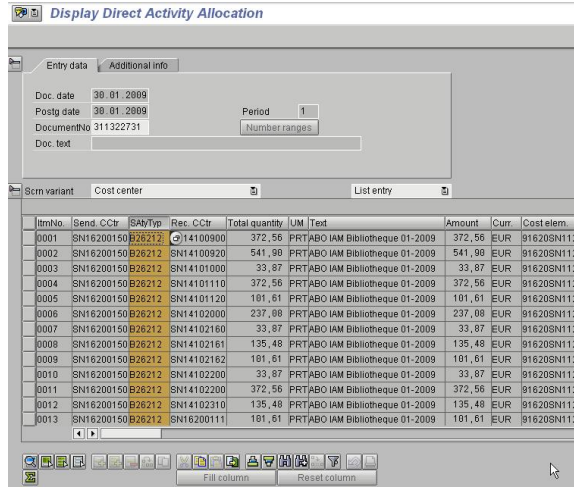 Display Direct Activity Allocation
Entry data Additional info
Doc. date 30.01.2009
Postg date 30.01.2009 Period 1
DocumentNo 311322731 Number ranges
Doc. text
Scrn variant Cost center List entry
ItmNo. Send. CCtr SAtyTyp Rec. CCtr Total quantity UM Text Amount Curr. Cost elem.
0001 SN16200150 B26212 14100900 372,56 PRT ABO IAM Bibliotheque 01-2009 372,56 EUR 91620SN11
0002 SN16200150 B26212 SN14100920 541,90 PRT ABO IAM Bibliotheque 01-2009 541,90 EUR 91620SN11
0003 SN16200150 B26212 SN14101000 33,87 PRT ABO IAM Bibliotheque 01-2009 33,87 EUR 91620SN11
0004 SN16200150 B26212 SN14101110 372,56 PRT ABO IAM Bibliotheque 01-2009 372,56 EUR 91620SN11
0005 SN16200150 B26212 SN14101120 101,61 PRT ABO IAM Bibliotheque 01-2009 101,61 EUR 91620SN11
0006 SN16200150 B26212 SN14102000 237,08 PRT ABO IAM Bibliotheque 01-2009 237,08 EUR 91620SN11
0007 SN16200150 B26212 SN14102160 33,87 PRT ABO IAM Bibliotheque 01-2009 33,87 EUR 91620SN11
0008 SN16200150 B26212 SN14102161 135,48 PRT ABO IAM Bibliotheque 01-2009 135,48 EUR 91620SN11
0009 SN16200150 B26212 SN14102162 101,61 PRT ABO IAM Bibliotheque 01-2009 101,61 EUR 91620SN11
0010 SN16200150 B26212 SN14102200 33,87 PRT ABO IAM Bibliotheque 01-2009 33,87 EUR 91620SN11
0011 SN16200150 B26212 SN14102200 372,56 PRT ABO IAM Bibliotheque 01-2009 372,56 EUR 91620SN11
0012 SN16200150 B26212 SN14102310 135,48 PRT ABO IAM Bibliotheque 01-2009 135,48 EUR 91620SN11
0013 SN16200150 B26212 SN16200111 101,61 PRT ABO IAM Bibliotheque 01-2009 101,61 EUR 91620SN11
Fill column Reset column